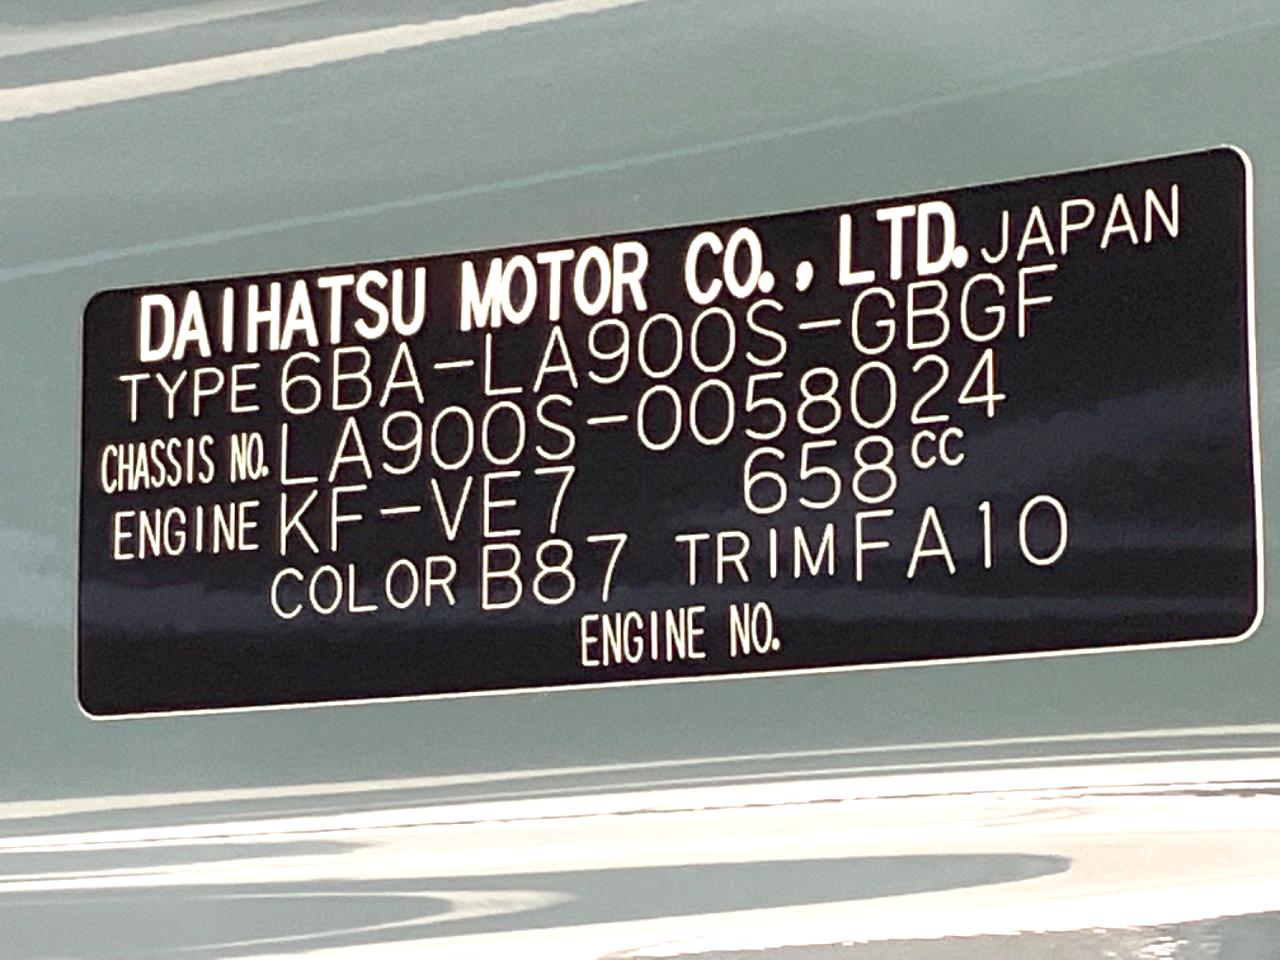 DAIHATSU MOTOR CO., LTD. JAPAN
TYPE 6BA-LA900S-GBGF
CHASSIS NO. LA900S-0058024
ENGINE KF-VE7 658cc
COLOR B87 TRIM FA10
ENGINE NO.